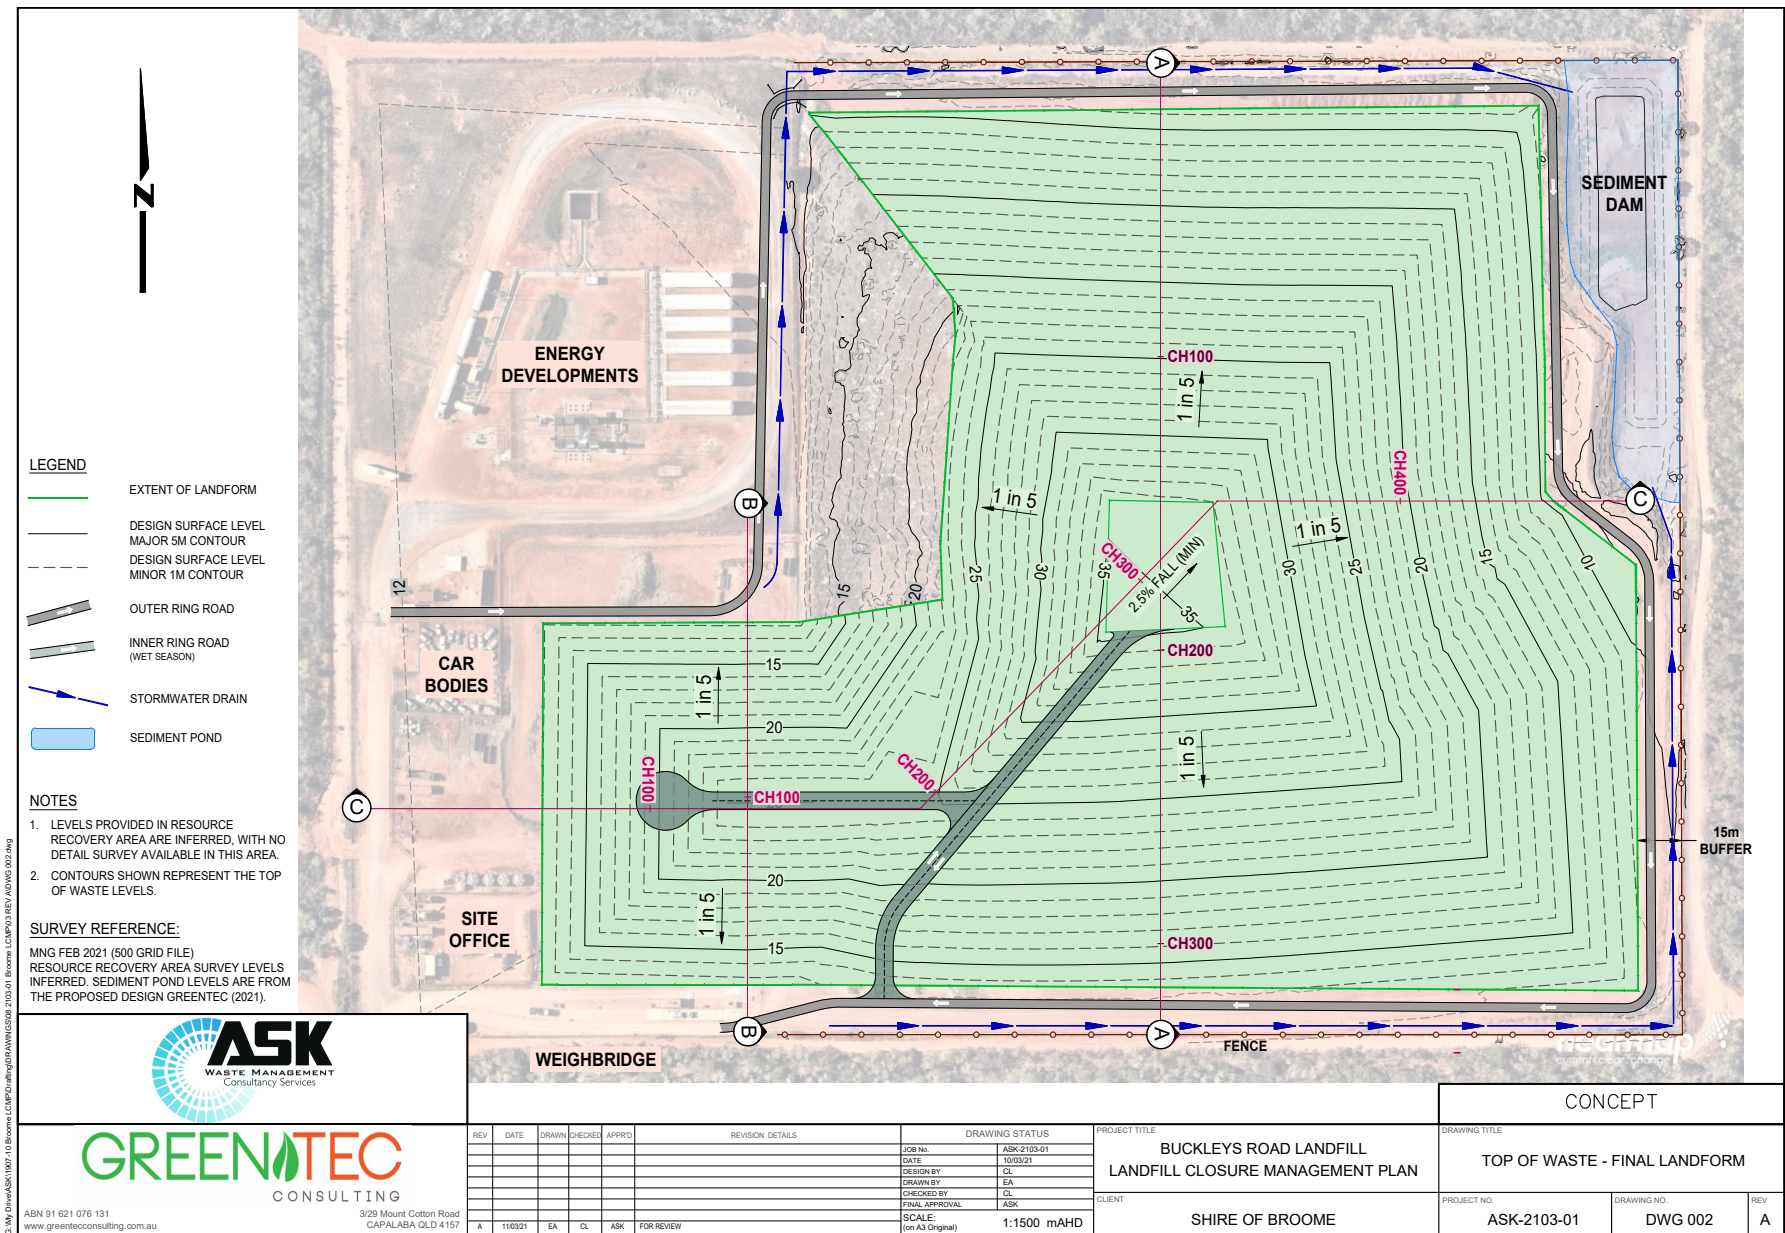 N
LEGEND
EXTENT OF LANDFORM
DESIGN SURFACE LEVEL
MAJOR 5M CONTOUR
DESIGN SURFACE LEVEL
MINOR 1M CONTOUR
OUTER RING ROAD
INNER RING ROAD
(WET SEASON)
STORMWATER DRAIN
SEDIMENT POND
NOTES
1. LEVELS PROVIDED IN RESOURCE
RECOVERY AREA ARE INFERRED, WITH NO
DETAIL SURVEY AVAILABLE IN THIS AREA.
2. CONTOURS SHOWN REPRESENT THE TOP
OF WASTE LEVELS.
SURVEY REFERENCE:
MNG FEB 2021 (500 GRID FILE)
RESOURCE RECOVERY AREA SURVEY LEVELS
INFERRED. SEDIMENT POND LEVELS ARE FROM
THE PROPOSED DESIGN GREENTEC (2021).
A
SEDIMENT
DAM
ENERGY
DEVELOPMENTS
CH100
1 in 5
CH400
B
C
1 in 5
1 in 5
CH300
2.5% FALL (MIN)
12
15
20
25
30
35
35
30
25
20
15
10
CAR
BODIES
15
1 in 5
CH200
20
1 in 5
CH100
CH200
C
CH100
15m
BUFFER
20
1 in 5
SITE
OFFICE
15
CH300
B
A
FENCE
WEIGHBRIDGE
nearmap
current:clear:change
ASK
WASTE MANAGEMENT
Consultancy Services
GREENTEC
CONSULTING
ABN 91 621 076 131
www.greentecconsulting.com.au
3/29 Mount Cotton Road
CAPALABA QLD 4157
REV DATE DRAWN CHECKED APPR'D REVISION DETAILS
A 11/03/21 EA CL ASK FOR REVIEW
DRAWING STATUS
JOB No. ASK-2103-01
DATE 10/03/21
DESIGN BY CL
DRAWN BY EA
CHECKED BY CL
FINAL APPROVAL ASK
SCALE:
(on A3 Original) 1:1500 mAHD
PROJECT TITLE
BUCKLEYS ROAD LANDFILL
LANDFILL CLOSURE MANAGEMENT PLAN
CLIENT
SHIRE OF BROOME
CONCEPT
DRAWING TITLE
TOP OF WASTE - FINAL LANDFORM
PROJECT NO.
ASK-2103-01
DRAWING NO.
DWG 002
REV
A